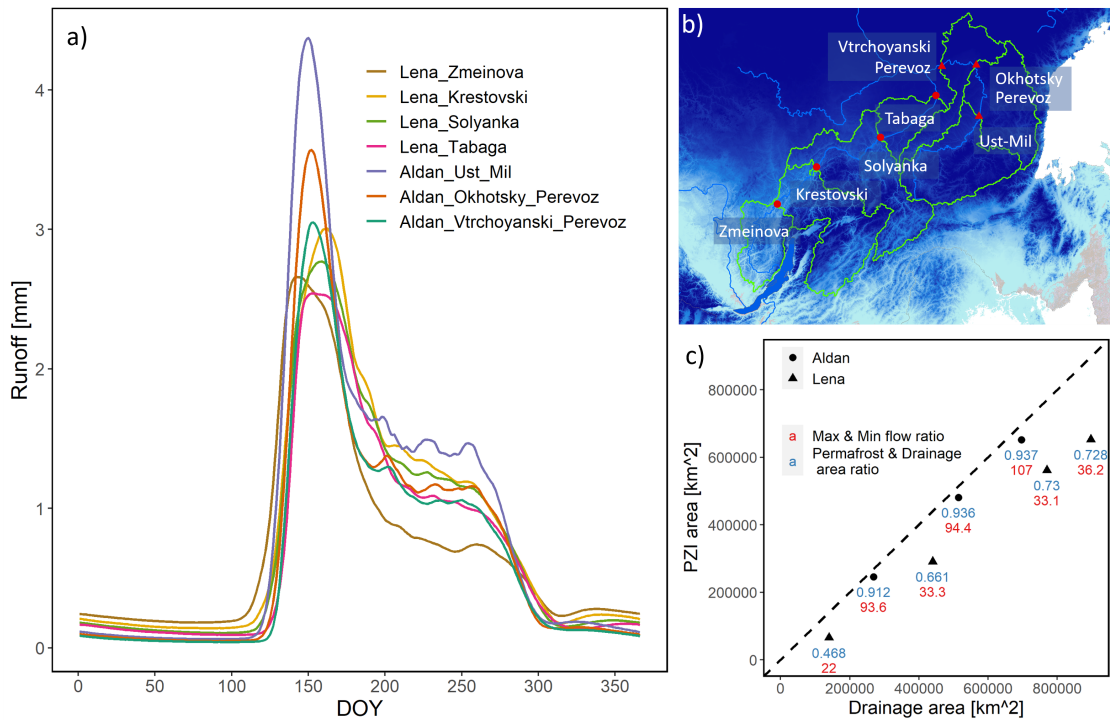 a)
Runoff [mm]
4
3
2
1
0
0
50
100
150
200
250
300
350
DOY
Lena_Zmeinova
Lena_Krestovski
Lena_Solyanka
Lena_Tabaga
Aldan_Ust_Mil
Aldan_Okhotsky_Perevoz
Aldan_Vtrchoyanski_Perevoz
b)
Vtrchoyanski
Perevoz
Okhotsky
Perevoz
Tabaga
Ust-Mil
Solyanka
Krestovski
Zmeinova
c)
Aldan
Lena
a Max & Min flow ratio
a Permafrost & Drainage
area ratio
PZI area [km^2]
800000
600000
400000
200000
0
0.937
107
0.728
36.2
0.73
33.1
0.936
94.4
0.661
33.3
0.912
93.6
0.468
22
0
200000
400000
600000
800000
Drainage area [km^2]